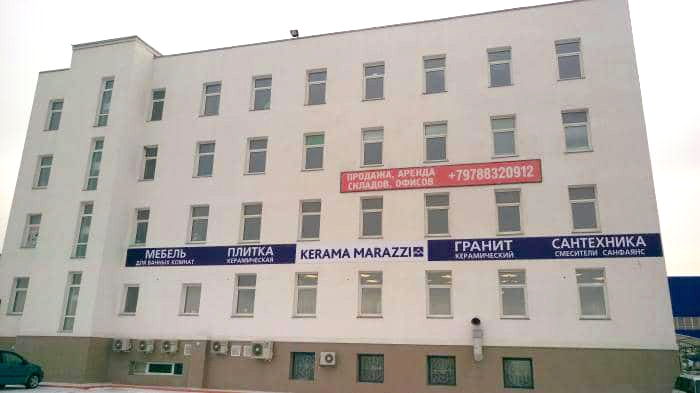 ПРОДАЖА, АРЕНДА
СКЛАДОВ, ОФИСОВ
+79788320912
МЕБЕЛЬ
ДЛЯ ВАННЫХ КОМНАТ
ПЛИТКА
КЕРАМИЧЕСКАЯ
KERAMA MARAZZI
ГРАНИТ
КЕРАМИЧЕСКИЙ
САНТЕХНИКА
СМЕСИТЕЛИ САНФАЯНС